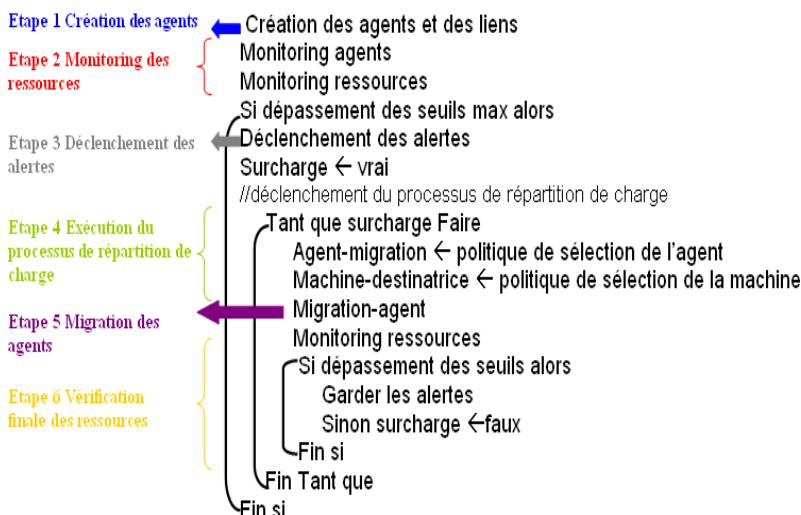 Etape 1 Création des agents
Création des agents et des liens
Etape 2 Monitoring des
ressources
Monitoring agents
Monitoring ressources
Si dépassement des seuils max alors
Etape 3 Déclenchement des
alertes
Déclenchement des alertes
Surcharge ← vrai
//déclenchement du processus de répartition de charge
Etape 4 Exécution du
processus de répartition de
charge
Tant que surcharge Faire
Agent-migration ← politique de sélection de l'agent
Machine-destinatrice ← politique de sélection de la machine
Etape 5 Migration des
agents
Migration-agent
Monitoring ressources
Si dépassement des seuils alors
Etape 6 Vérification
finale des ressources
Garder les alertes
Sinon surcharge ←faux
Fin si
Fin Tant que
Fin si